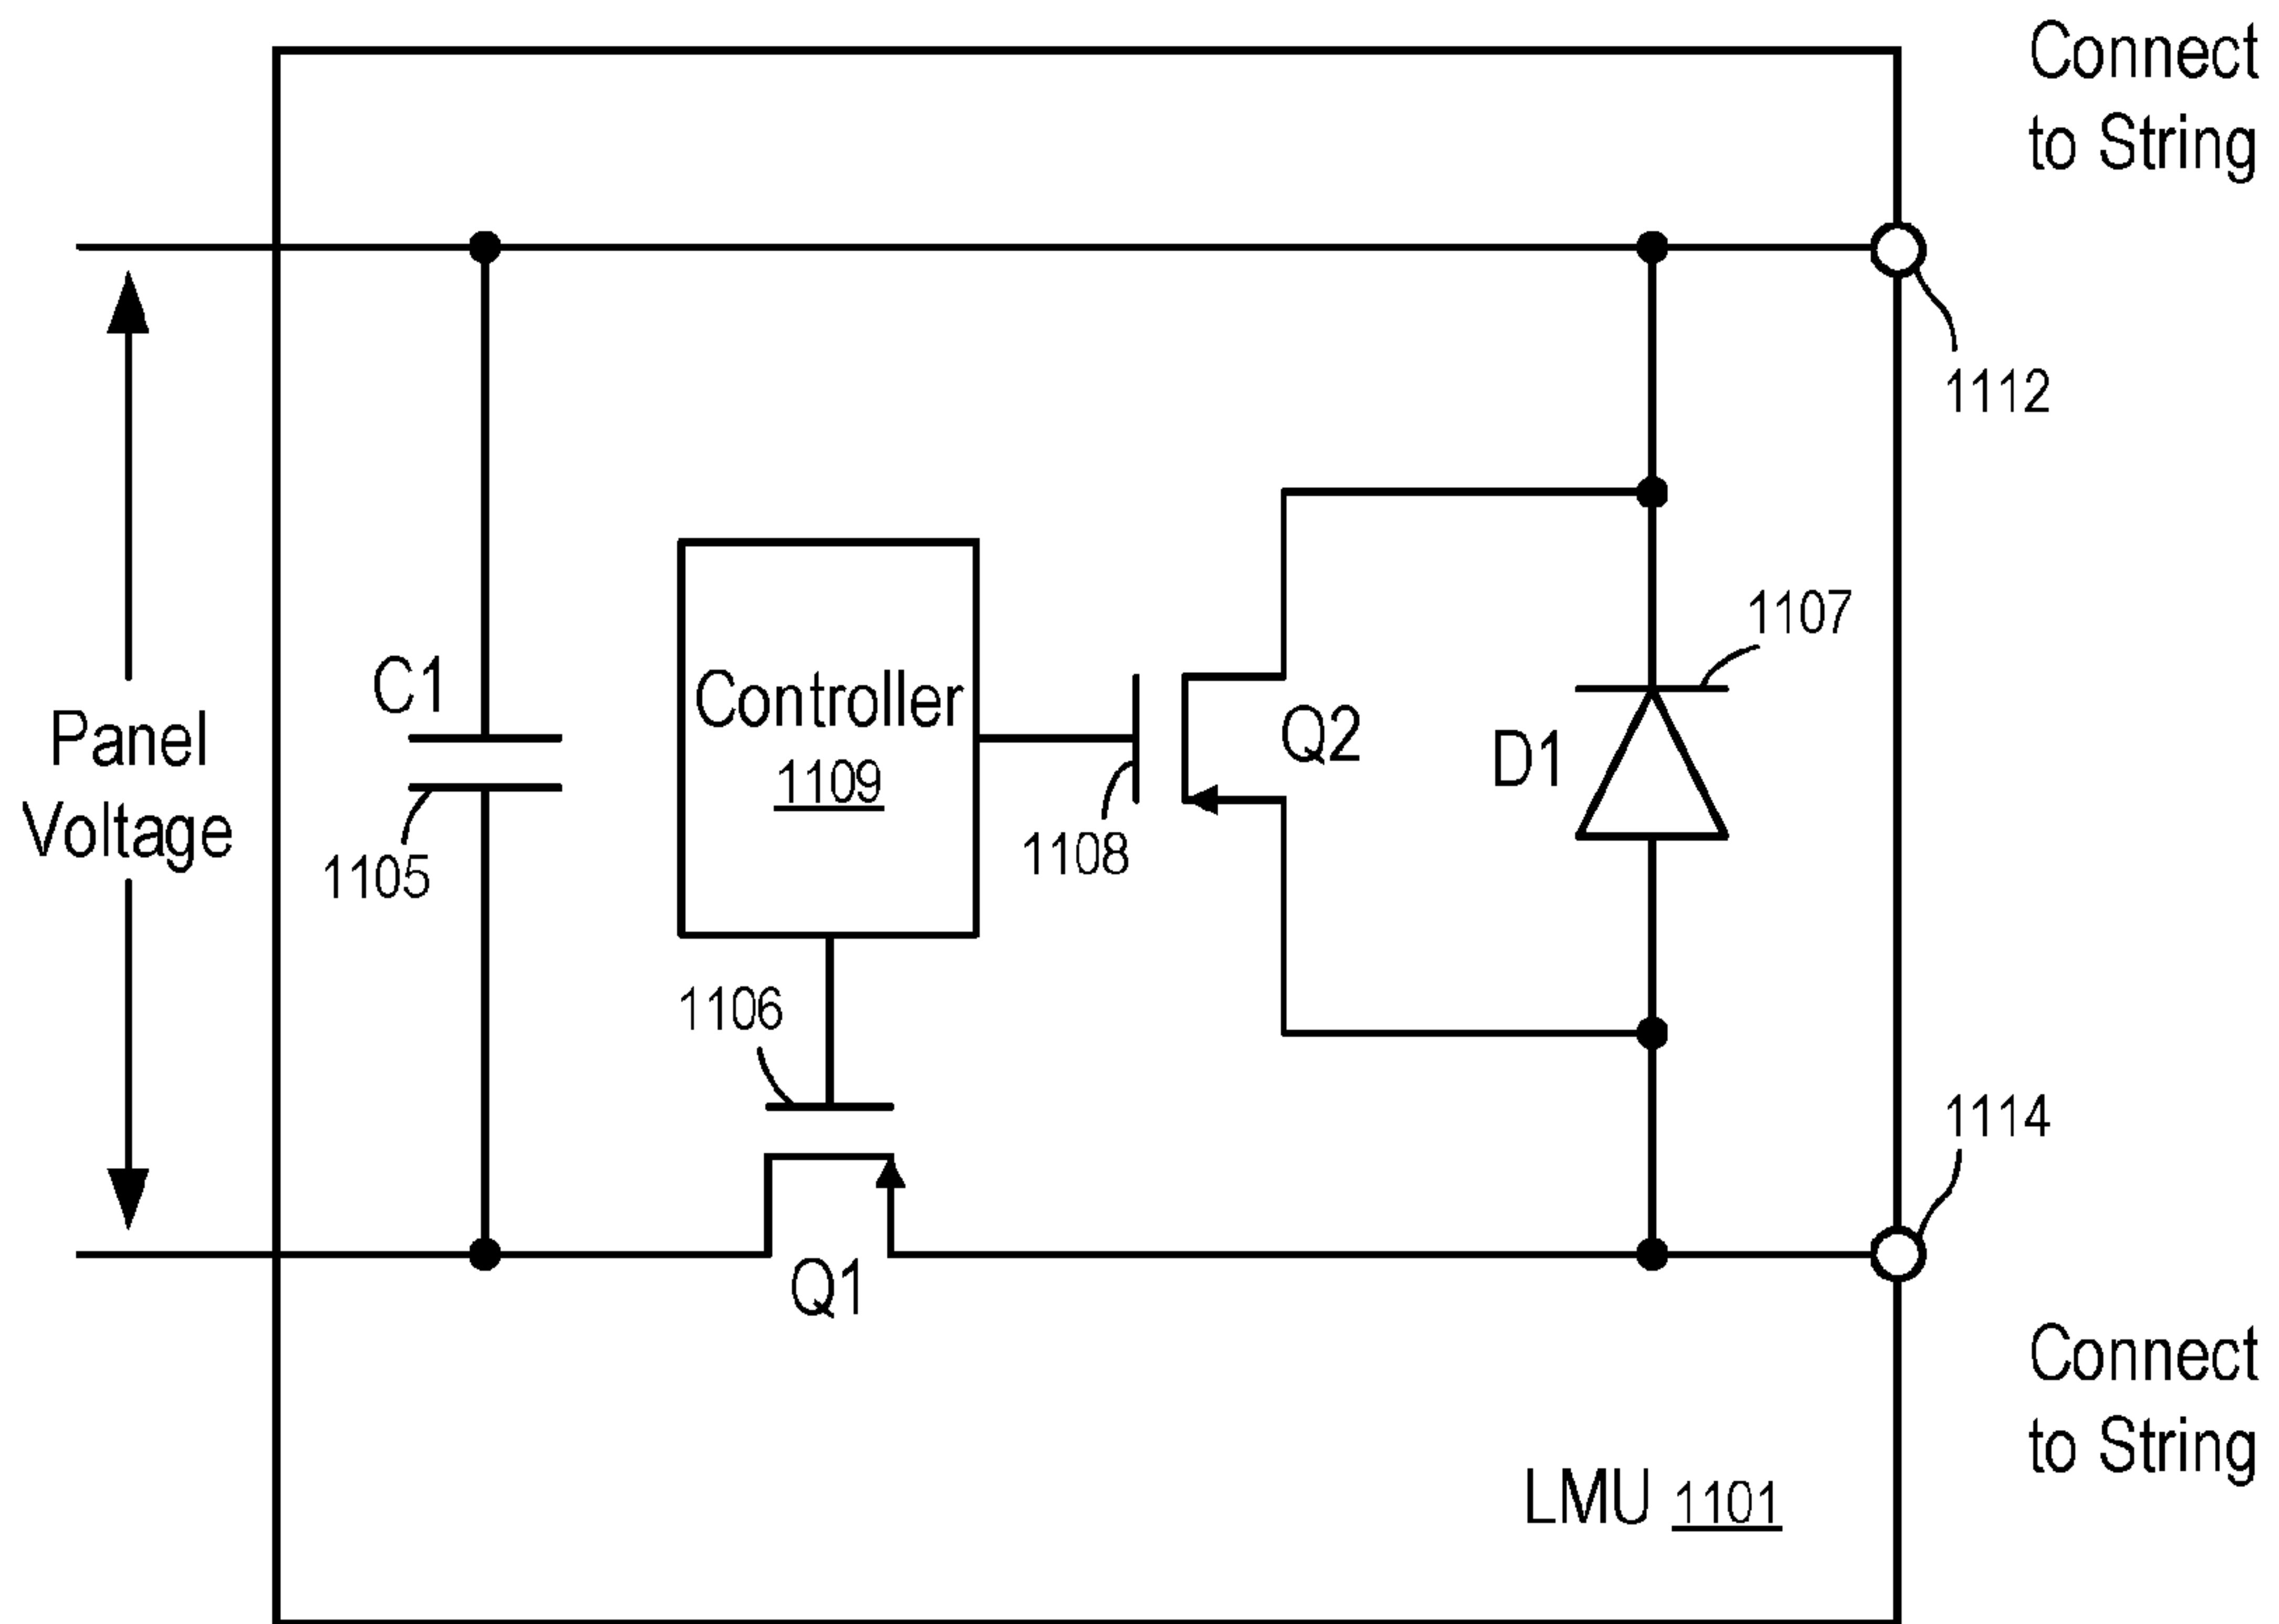 Connect
to String
1112
1107
C1
Controller
1109
Q2
D1
Panel
Voltage
1105
1108
1106
1114
Q1
Connect
to String
LMU 1101